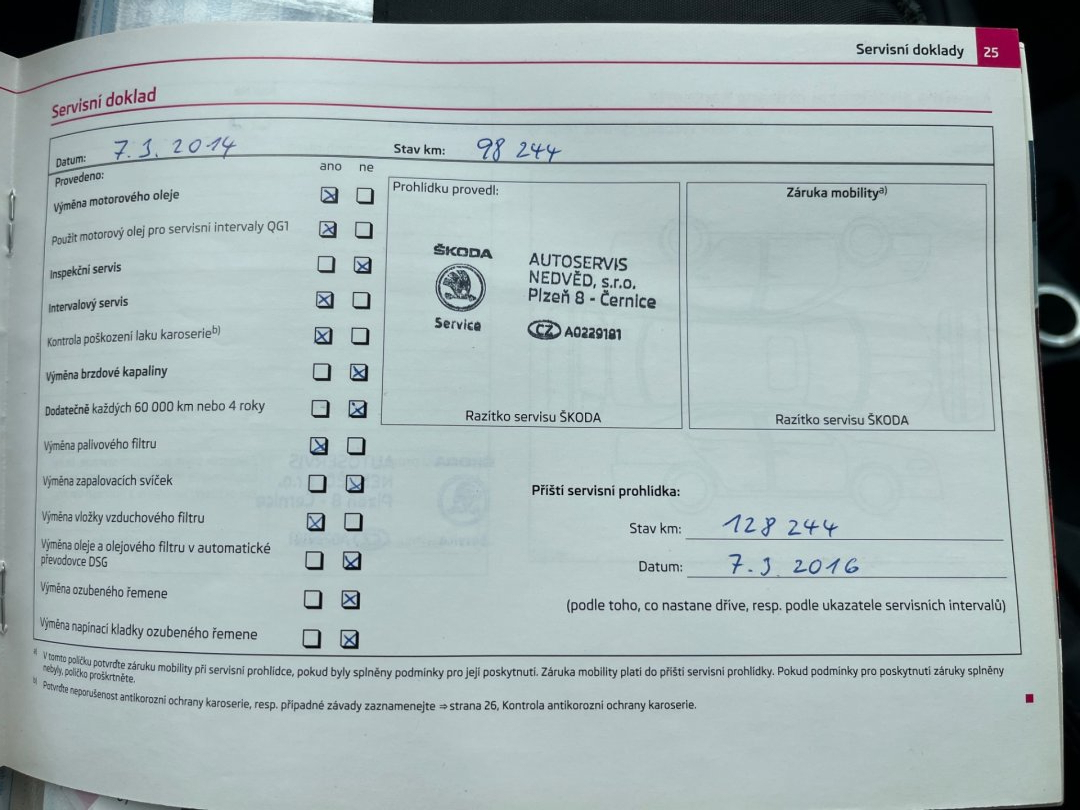 Servisní doklady 25
Servisní doklad
Datum: 7.3. 2014 Stav km: 98 244
Provedeno: ano ne
Výměna motorového oleje
Použit motorový olej pro servisní intervaly QG1
Inspekční servis
Intervalový servis
Kontrola poškození laku karoserie b)
Výměna brzdové kapaliny
Dodatečně každých 60 000 km nebo 4 roky
Výměna palivového filtru
Výměna zapalovacích svíček
Výměna vložky vzduchového filtru
Výměna oleje a olejového filtru v automatické
převodovce DSG
Výměna ozubeného řemene
Výměna napínací kladky ozubeného řemene
Prohlídku provedl:
ŠKODA
Service
AUTOSERVIS
NEDVĚD, s.r.o.
Plzeň 8 - Černice
CZ A0229181
Razítko servisu ŠKODA
Záruka mobility a)
Razítko servisu ŠKODA
Příští servisní prohlídka:
Stav km: 128 244
Datum: 7.3. 2016
(podle toho, co nastane dříve, resp. podle ukazatele servisních intervalů)
a) V tomto políčku potvrďte záruku mobility při servisní prohlídce, pokud byly splněny podmínky pro její poskytnutí. Záruka mobility platí do příští servisní prohlídky. Pokud podmínky pro poskytnutí záruky splněny
nebyly, políčko proškrtněte.
b) Potvrďte neporušenost antikorozní ochrany karoserie, resp. případné závady zaznamenejte ⇒ strana 26, Kontrola antikorozní ochrany karoserie.